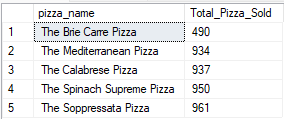 pizza_name Total_Pizza_Sold
1 The Brie Carre Pizza 490
2 The Mediterranean Pizza 934
3 The Calabrese Pizza 937
4 The Spinach Supreme Pizza 950
5 The Soppressata Pizza 961